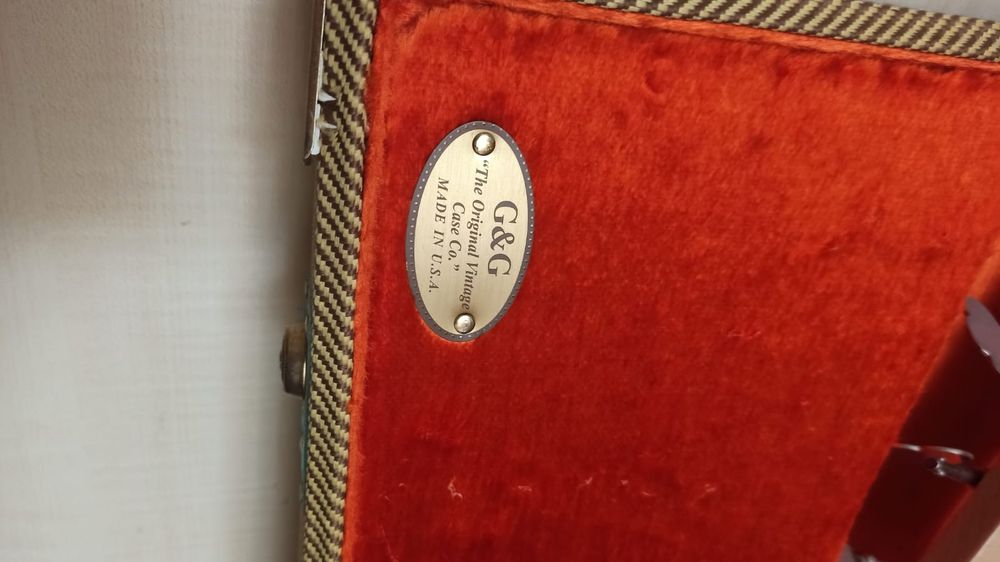 G&G
"The Original Vintage
Case Co."
MADE IN U.S.A.